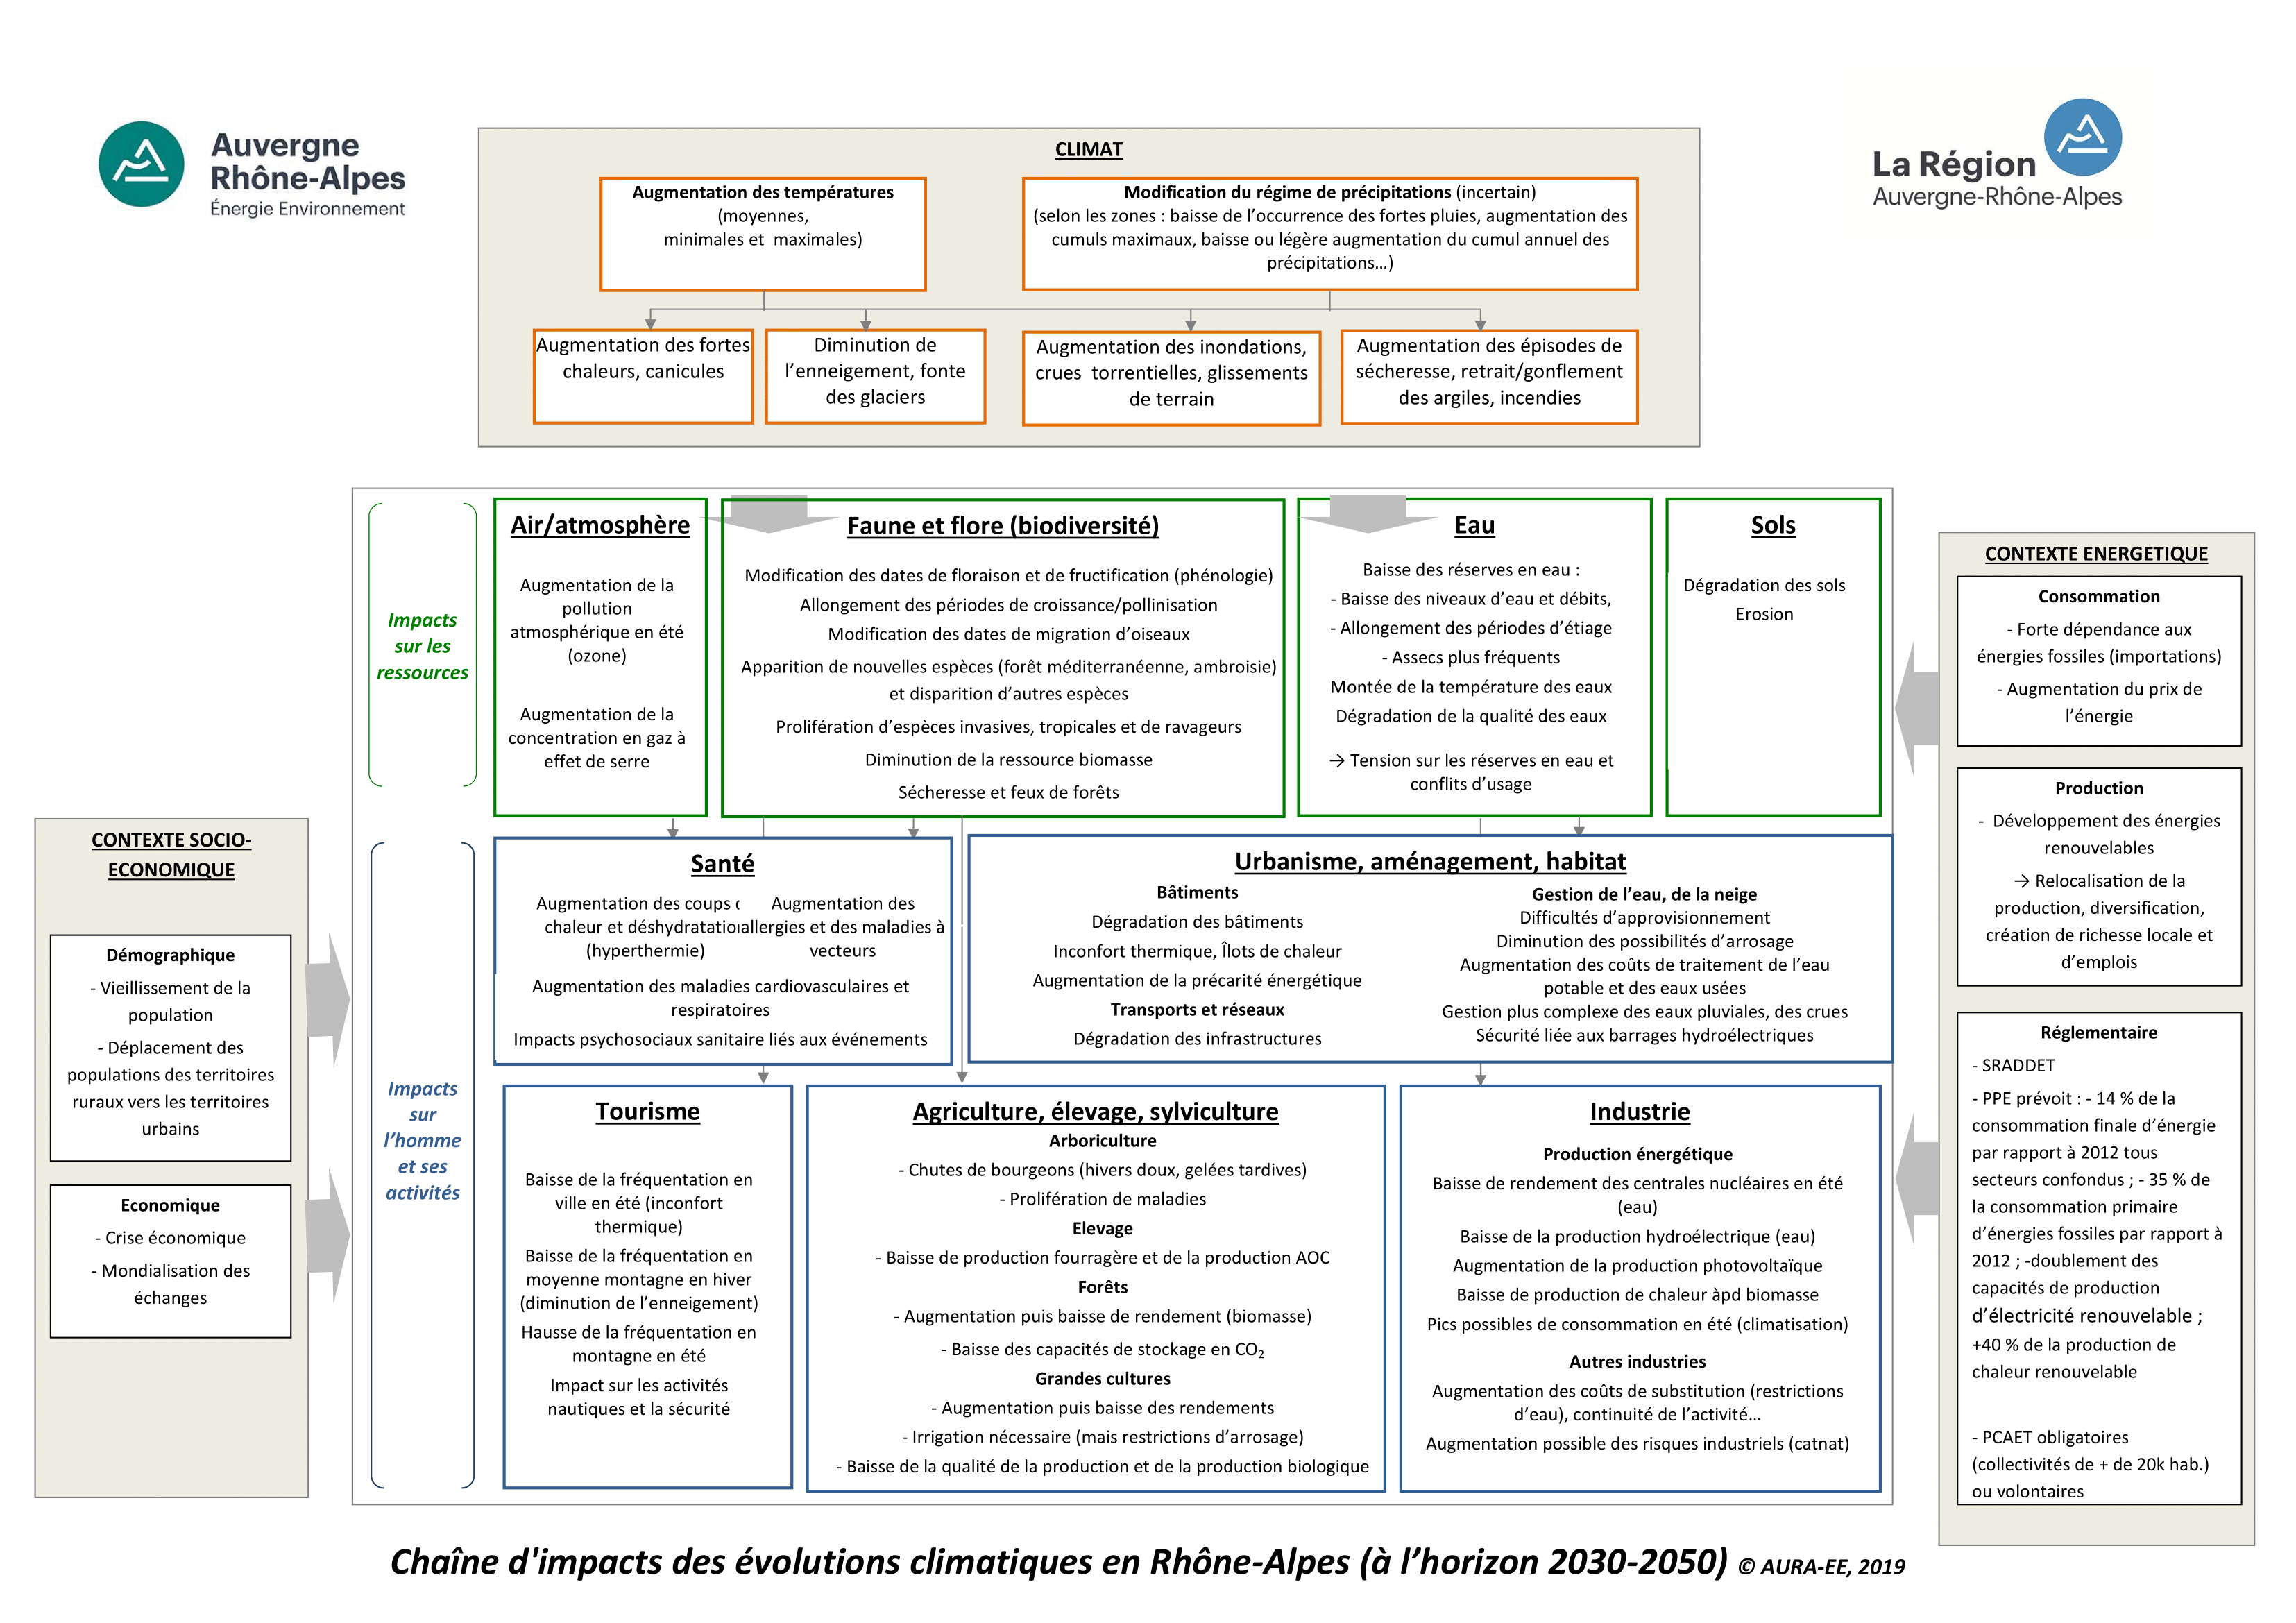 Auvergne
Rhône-Alpes
Énergie Environnement
La Région
Auvergne-Rhône-Alpes
CLIMAT
Augmentation des températures
(moyennes,
minimales et maximales)
Modification du régime de précipitations (incertain)
(selon les zones : baisse de l’occurrence des fortes pluies, augmentation des
cumuls maximaux, baisse ou légère augmentation du cumul annuel des
précipitations…)
Augmentation des fortes
chaleurs, canicules
Diminution de
l’enneigement, fonte
des glaciers
Augmentation des inondations,
crues torrentielles, glissements
de terrain
Augmentation des épisodes de
sécheresse, retrait/gonflement
des argiles, incendies
Impacts
sur les
ressources
Air/atmosphère
Augmentation de la
pollution
atmosphérique en été
(ozone)
Augmentation de la
concentration en gaz à
effet de serre
Faune et flore (biodiversité)
Modification des dates de floraison et de fructification (phénologie)
Allongement des périodes de croissance/pollinisation
Modification des dates de migration d’oiseaux
Apparition de nouvelles espèces (forêt méditerranéenne, ambroisie)
et disparition d’autres espèces
Prolifération d’espèces invasives, tropicales et de ravageurs
Diminution de la ressource biomasse
Sécheresse et feux de forêts
Eau
Baisse des réserves en eau :
- Baisse des niveaux d’eau et débits,
- Allongement des périodes d’étiage
- Assecs plus fréquents
Montée de la température des eaux
Dégradation de la qualité des eaux
→ Tension sur les réserves en eau et
conflits d’usage
Sols
Dégradation des sols
Erosion
CONTEXTE ENERGETIQUE
Consommation
- Forte dépendance aux
énergies fossiles (importations)
- Augmentation du prix de
l’énergie
Production
- Développement des énergies
renouvelables
→ Relocalisation de la
production, diversification,
création de richesse locale et
d’emplois
Réglementaire
- SRADDET
- PPE prévoit : - 14 % de la
consommation finale d’énergie
par rapport à 2012 tous
secteurs confondus ; - 35 % de
la consommation primaire
d’énergies fossiles par rapport à
2012 ; -doublement des
capacités de production
d’électricité renouvelable ;
+40 % de la production de
chaleur renouvelable
- PCAET obligatoires
(collectivités de + de 20k hab.)
ou volontaires
CONTEXTE SOCIO-
ECONOMIQUE
Démographique
- Vieillissement de la
population
- Déplacement des
populations des territoires
ruraux vers les territoires
urbains
Economique
- Crise économique
- Mondialisation des
échanges
Impacts
sur
l’homme
et ses
activités
Santé
Augmentation des coups
chaleur et déshydratatio
(hyperthermie)
Augmentation des
allergies et des maladies à
vecteurs
Augmentation des maladies cardiovasculaires et
respiratoires
Impacts psychosociaux sanitaire liés aux événements
Urbanisme, aménagement, habitat
Bâtiments
Dégradation des bâtiments
Inconfort thermique, Îlots de chaleur
Augmentation de la précarité énergétique
Transports et réseaux
Dégradation des infrastructures
Gestion de l’eau, de la neige
Difficultés d’approvisionnement
Diminution des possibilités d’arrosage
Augmentation des coûts de traitement de l’eau
potable et des eaux usées
Gestion plus complexe des eaux pluviales, des crues
Sécurité liée aux barrages hydroélectriques
Tourisme
Baisse de la fréquentation en
ville en été (inconfort
thermique)
Baisse de la fréquentation en
moyenne montagne en hiver
(diminution de l’enneigement)
Hausse de la fréquentation en
montagne en été
Impact sur les activités
nautiques et la sécurité
Agriculture, élevage, sylviculture
Arboriculture
- Chutes de bourgeons (hivers doux, gelées tardives)
- Prolifération de maladies
Elevage
- Baisse de production fourragère et de la production AOC
Forêts
- Augmentation puis baisse de rendement (biomasse)
- Baisse des capacités de stockage en CO2
Grandes cultures
- Augmentation puis baisse des rendements
- Irrigation nécessaire (mais restrictions d’arrosage)
- Baisse de la qualité de la production et de la production biologique
Industrie
Production énergétique
Baisse de rendement des centrales nucléaires en été
(eau)
Baisse de la production hydroélectrique (eau)
Augmentation de la production photovoltaïque
Baisse de production de chaleur àpd biomasse
Pics possibles de consommation en été (climatisation)
Autres industries
Augmentation des coûts de substitution (restrictions
d’eau), continuité de l’activité…
Augmentation possible des risques industriels (catnat)
Chaîne d'impacts des évolutions climatiques en Rhône-Alpes (à l’horizon 2030-2050) © AURA-EE, 2019